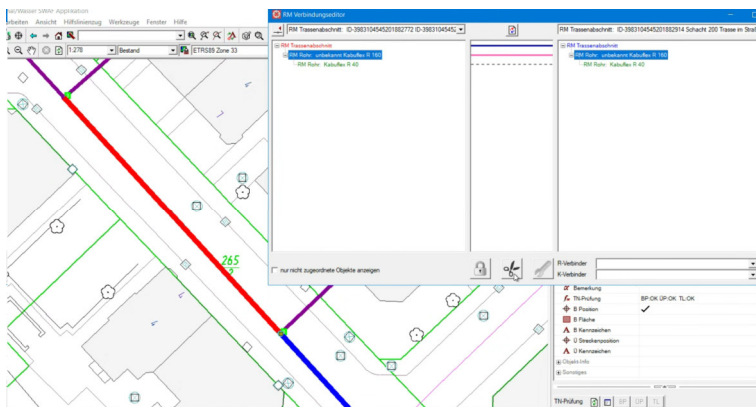 Gas/Wasser SWAP Applikation
arbeiten Ansicht Hilfslinienzug Werkzeuge Fenster Hilfe
1:278 Bestand ETRS89 Zone 33
265
RM Verbindungseditor
RM Trassenabschnitt: ID-3983104545201882772 ID-39831045452
RM Trassenabschnitt: ID-3983104545201882914 Schacht 200 Trasse im Straß
RM Trassenabschnitt
RM Rohr: unbekannt Kabuflex R 160
RM Rohr: Kabuflex R 40
RM Trassenabschnitt
RM Rohr: unbekannt Kabuflex R 160
RM Rohr: Kabuflex R 40
nur nicht zugeordnete Objekte anzeigen
R-Verbinder
K-Verbinder
Bemerkung
TN-Prüfung BP:OK ÜP:OK TL:OK
B Position
B Fläche
B Kennzeichen
Ü Streckenposition
Ü Kennzeichen
Objekt-Info
Sonstiges
TN-Prüfung BP ÜP TL